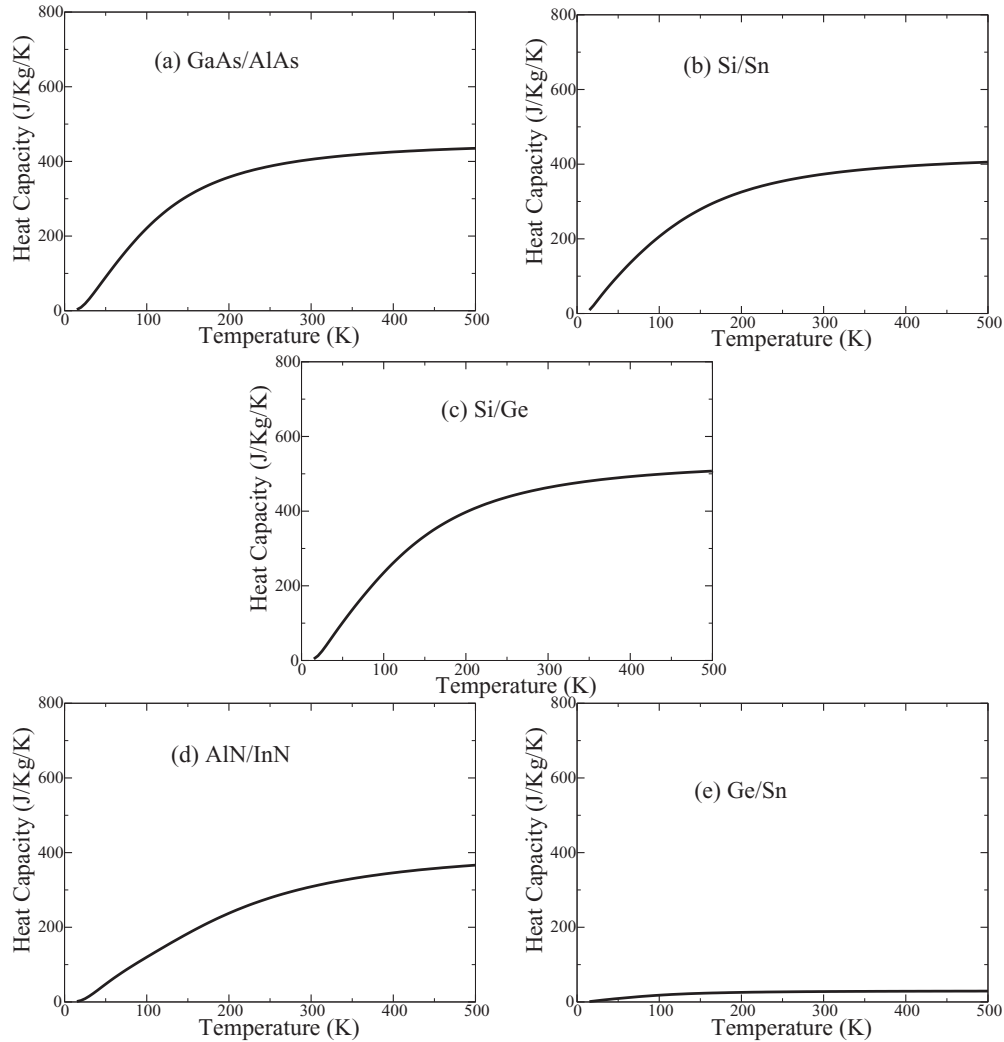 800
600
400
200
0
Heat Capacity (J/Kg/K)
(a) GaAs/AlAs
0 100 200 300 400 500
Temperature (K)
800
600
400
200
0
Heat Capacity (J/Kg/K)
(b) Si/Sn
0 100 200 300 400 500
Temperature (K)
800
600
400
200
0
Heat Capacity (J/Kg/K)
(c) Si/Ge
0 100 200 300 400 500
Temperature (K)
800
600
400
200
0
Heat Capacity (J/Kg/K)
(d) AlN/InN
0 100 200 300 400 500
Temperature (K)
800
600
400
200
0
Heat Capacity (J/Kg/K)
(e) Ge/Sn
0 100 200 300 400 500
Temperature (K)